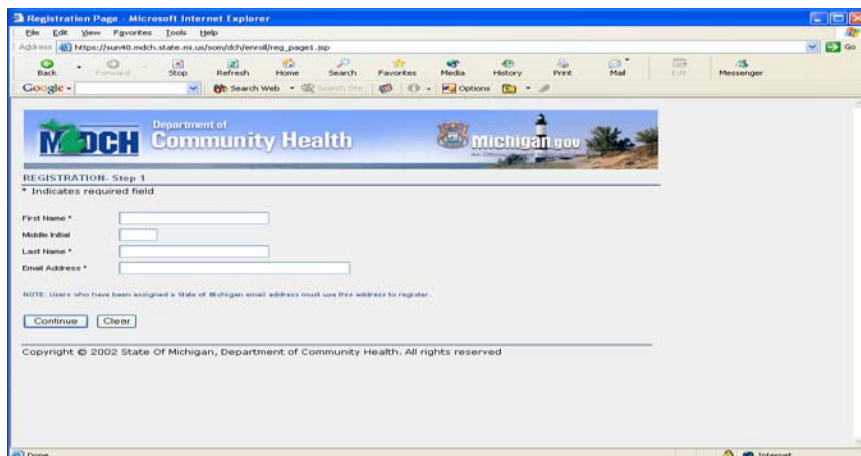 Registration Page - Microsoft Internet Explorer
File Edit View Favorites Tools Help
Address https://sun40.mdch.state.mi.us/som/dch/enroll/reg_page1.jsp Go
Back Forward Stop Refresh Home Search Favorites Media History Print Mail Edit Messenger
Google Search Web Search Site Options
MDCH Department of Community Health Michigan.gov
REGISTRATION- Step 1
* Indicates required field
First Name *
Middle Initial
Last Name *
Email Address *
NOTE: Users who have been assigned a State of Michigan email address must use this address to register.
Continue Clear
Copyright © 2002 State Of Michigan, Department of Community Health. All rights reserved
Done Internet